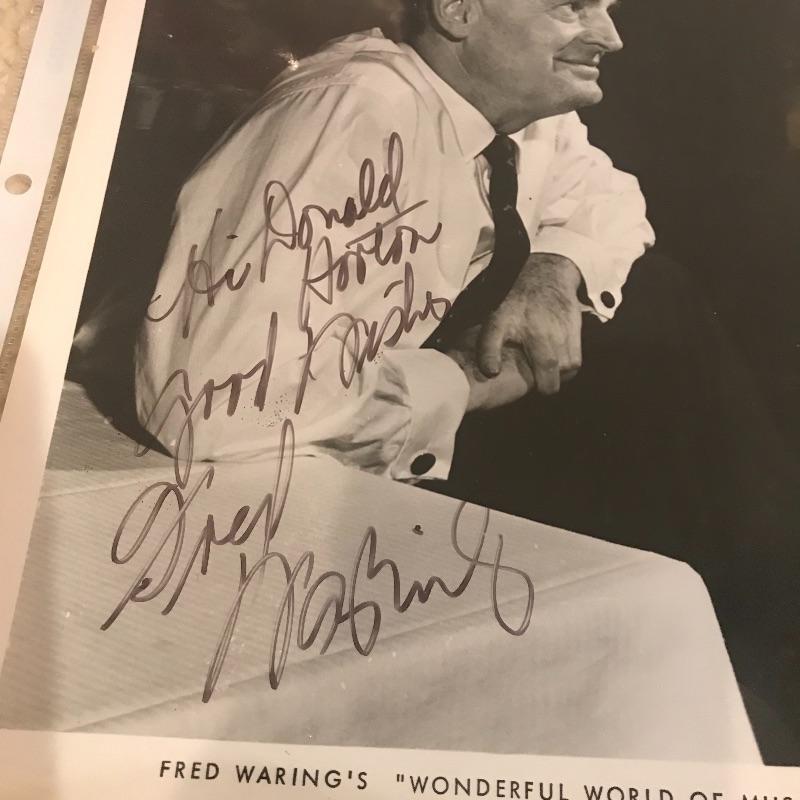 Hi Donald
Horton
Good Wishes
Fred
Waring
FRED WARING'S "WONDERFUL WORLD OF MUS